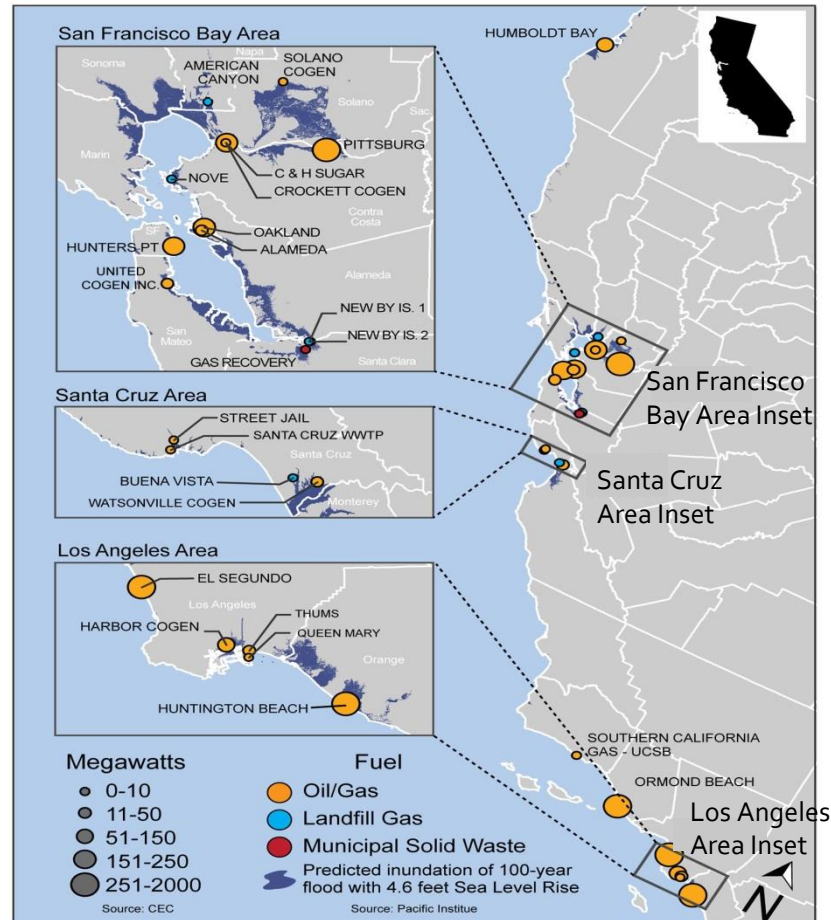 San Francisco Bay Area
Napa
Sonoma
AMERICAN
CANYON
SOLANO
COGEN
Solano
Sac.
Marin
PITTSBURG
C & H SUGAR
CROCKETT COGEN
NOVE
Contra
Costa
SF
OAKLAND
ALAMEDA
HUNTERS PT
UNITED
COGEN INC.
Alameda
San
Mateo
NEW BY IS. 1
NEW BY IS. 2
GAS RECOVERY
Santa Clara
HUMBOLDT BAY
San Francisco
Bay Area Inset
Santa Cruz Area
STREET JAIL
SANTA CRUZ WWTP
Santa Cruz
BUENA VISTA
WATSONVILLE COGEN
Monterey
Santa Cruz
Area Inset
Los Angeles Area
EL SEGUNDO
Los Angeles
THUMS
HARBOR COGEN
QUEEN MARY
Orange
HUNTINGTON BEACH
SOUTHERN CALIFORNIA
GAS - UCSB
ORMOND BEACH
Los Angeles
Area Inset
N
Megawatts
0-10
11-50
51-150
151-250
251-2000
Source: CEC
Fuel
Oil/Gas
Landfill Gas
Municipal Solid Waste
Predicted inundation of 100-year
flood with 4.6 feet Sea Level Rise
Source: Pacific Institue